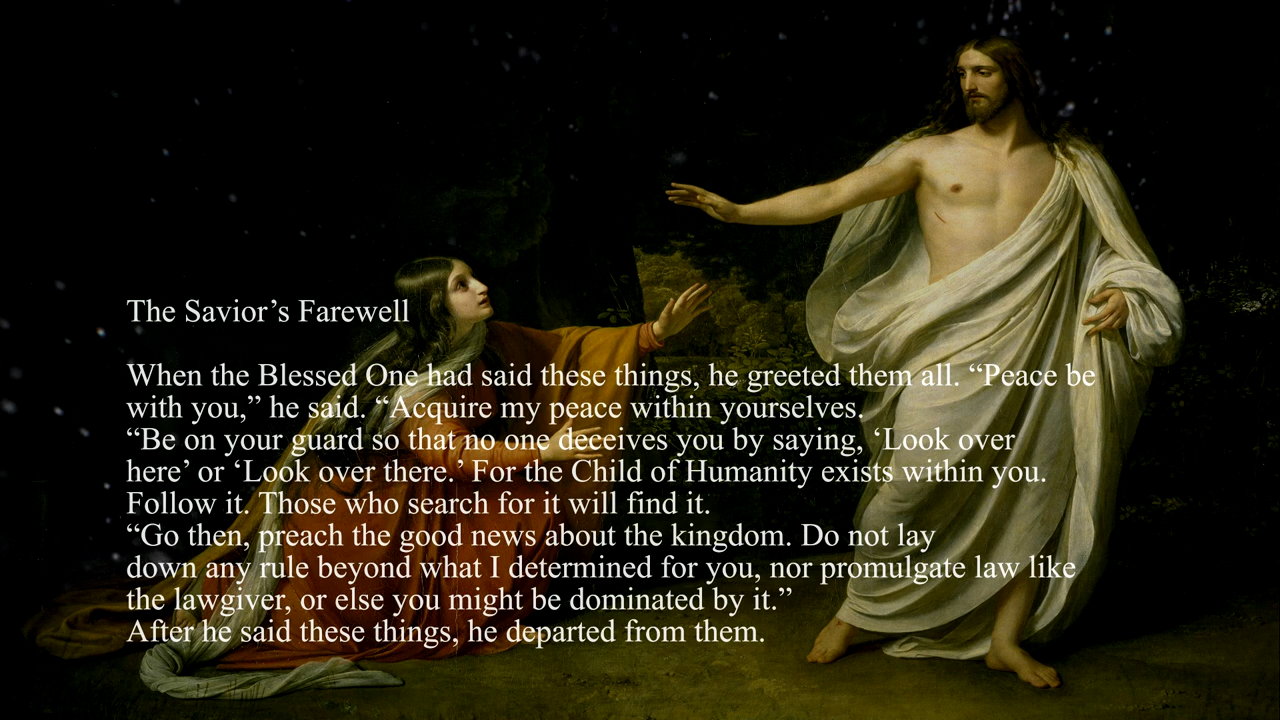 The Savior’s Farewell
When the Blessed One had said these things, he greeted them all. “Peace be
with you,” he said. “Acquire my peace within yourselves.
“Be on your guard so that no one deceives you by saying, ‘Look over
here’ or ‘Look over there.’ For the Child of Humanity exists within you.
Follow it. Those who search for it will find it.
“Go then, preach the good news about the kingdom. Do not lay
down any rule beyond what I determined for you, nor promulgate law like
the lawgiver, or else you might be dominated by it.”
After he said these things, he departed from them.